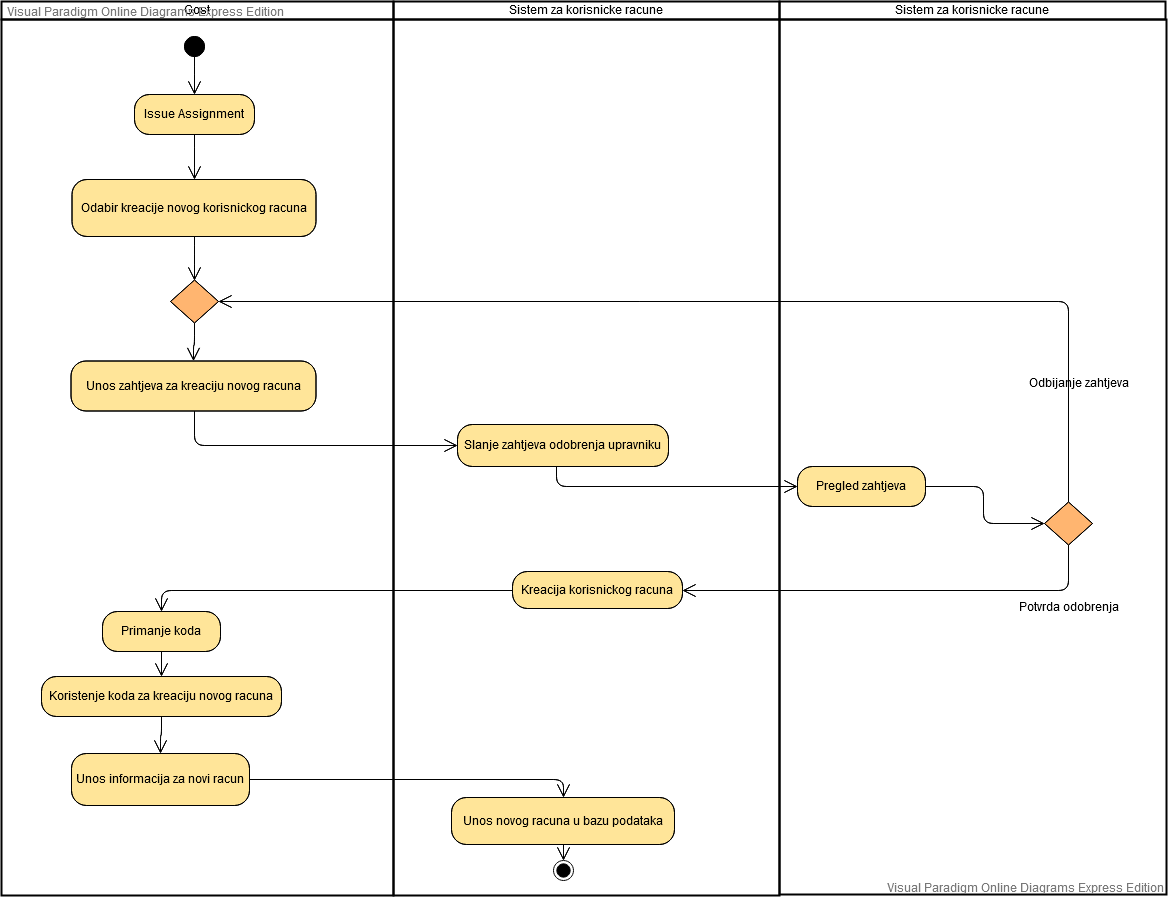 Visual Paradigm Online Diagrams Express Edition
Gost
Sistem za korisnicke racune
Sistem za korisnicke racune
Issue Assignment
Odabir kreacije novog korisnickog racuna
Odbijanje zahtjeva
Unos zahtjeva za kreaciju novog racuna
Slanje zahtjeva odobrenja upravniku
Pregled zahtjeva
Kreacija korisnickog racuna
Potvrda odobrenja
Primanje koda
Koristenje koda za kreaciju novog racuna
Unos informacija za novi racun
Unos novog racuna u bazu podataka
Visual Paradigm Online Diagrams Express Edition